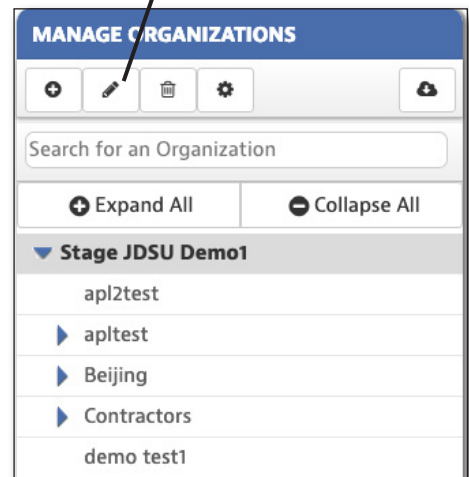 MANAGE ORGANIZATIONS
Search for an Organization
Expand All Collapse All
Stage JDSU Demo1
apl2test
apltest
Beijing
Contractors
demo test1